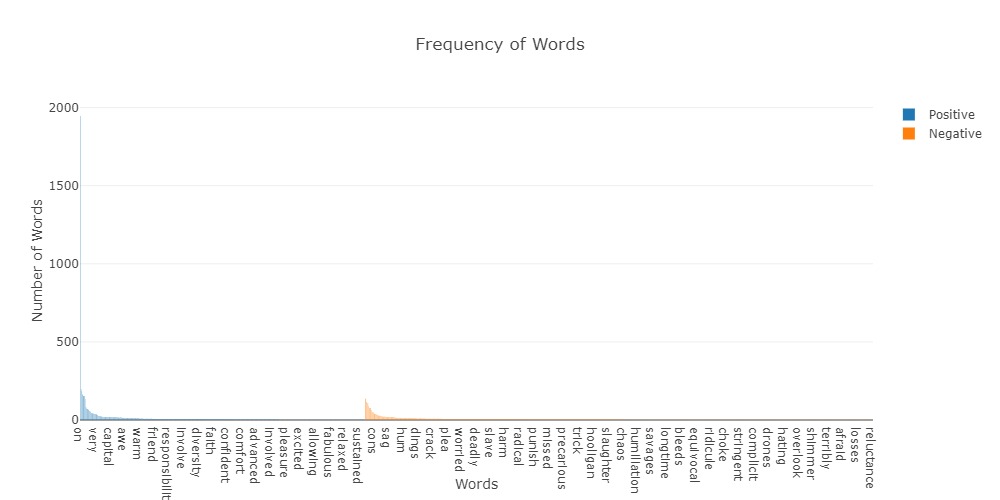 Frequency of Words
2000
1500
1000
500
0
Number of Words
Positive
Negative
on
very
capital
awe
warm
friend
responsibilit
involve
diversity
faith
confident
comfort
advanced
involved
pleasure
excited
allowing
fabulous
relaxed
sustained
cons
sag
hum
dings
crack
plea
worried
deadly
slave
harm
radical
punish
missed
precarious
trick
hooligan
slaughter
chaos
humiliation
savages
longtime
bleeds
equivocal
ridicule
choke
stringent
complicit
drones
hating
overlook
shimmer
terribly
afraid
losses
reluctance
Words